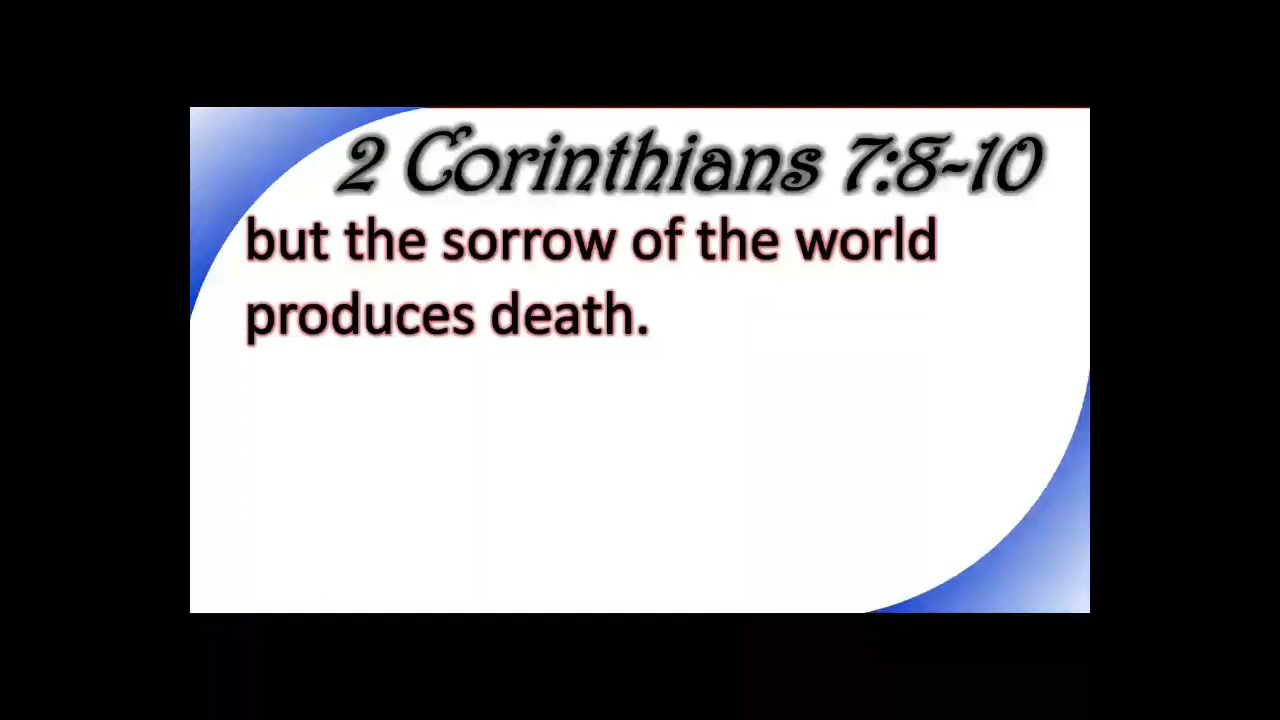 2 Corinthians 7:8-10
but the sorrow of the world
produces death.